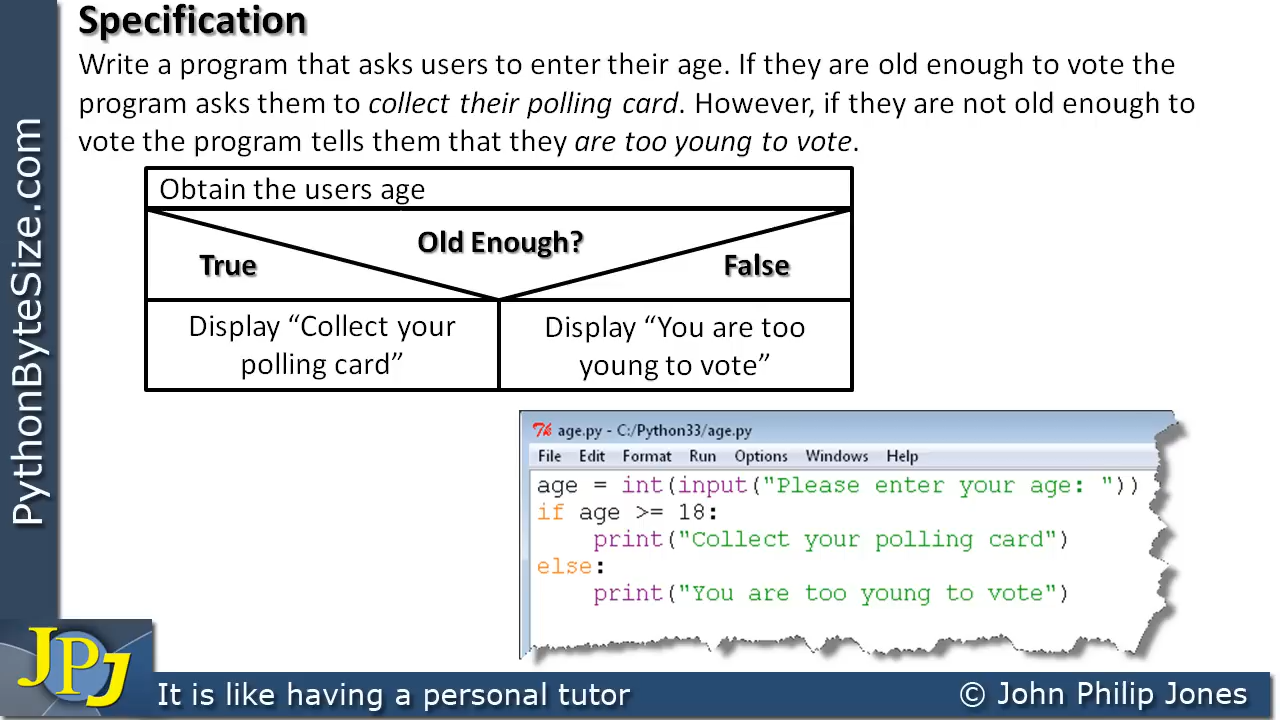 Specification
Write a program that asks users to enter their age. If they are old enough to vote the
program asks them to collect their polling card. However, if they are not old enough to
vote the program tells them that they are too young to vote.
Obtain the users age
Old Enough?
True
False
Display “Collect your
polling card”
Display “You are too
young to vote”
age.py - C:/Python33/age.py
File Edit Format Run Options Windows Help
age = int(input("Please enter your age: "))
if age >= 18:
    print("Collect your polling card")
else:
    print("You are too young to vote")
PythonByteSize.com
JPJ
It is like having a personal tutor
© John Philip Jones